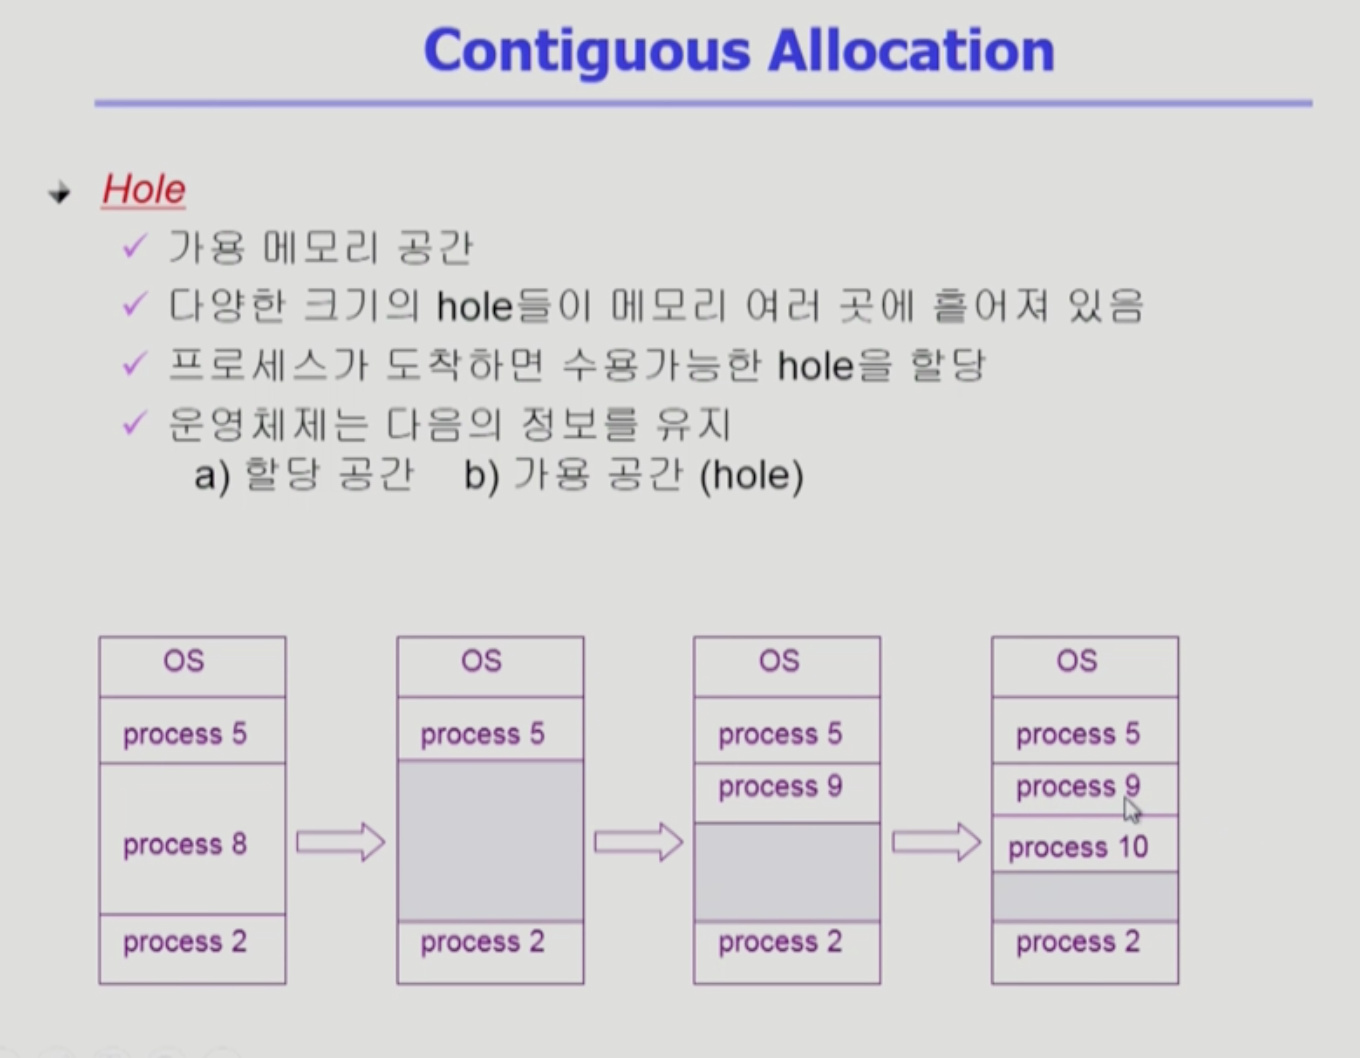 Contiguous Allocation
Hole
가용 메모리 공간
다양한 크기의 hole들이 메모리 여러 곳에 흩어져 있음
프로세스가 도착하면 수용가능한 hole을 할당
운영체제는 다음의 정보를 유지
a) 할당 공간 b) 가용 공간 (hole)
OS
process 5
process 8
process 2
OS
process 5
process 2
OS
process 5
process 9
process 2
OS
process 5
process 9
process 10
process 2